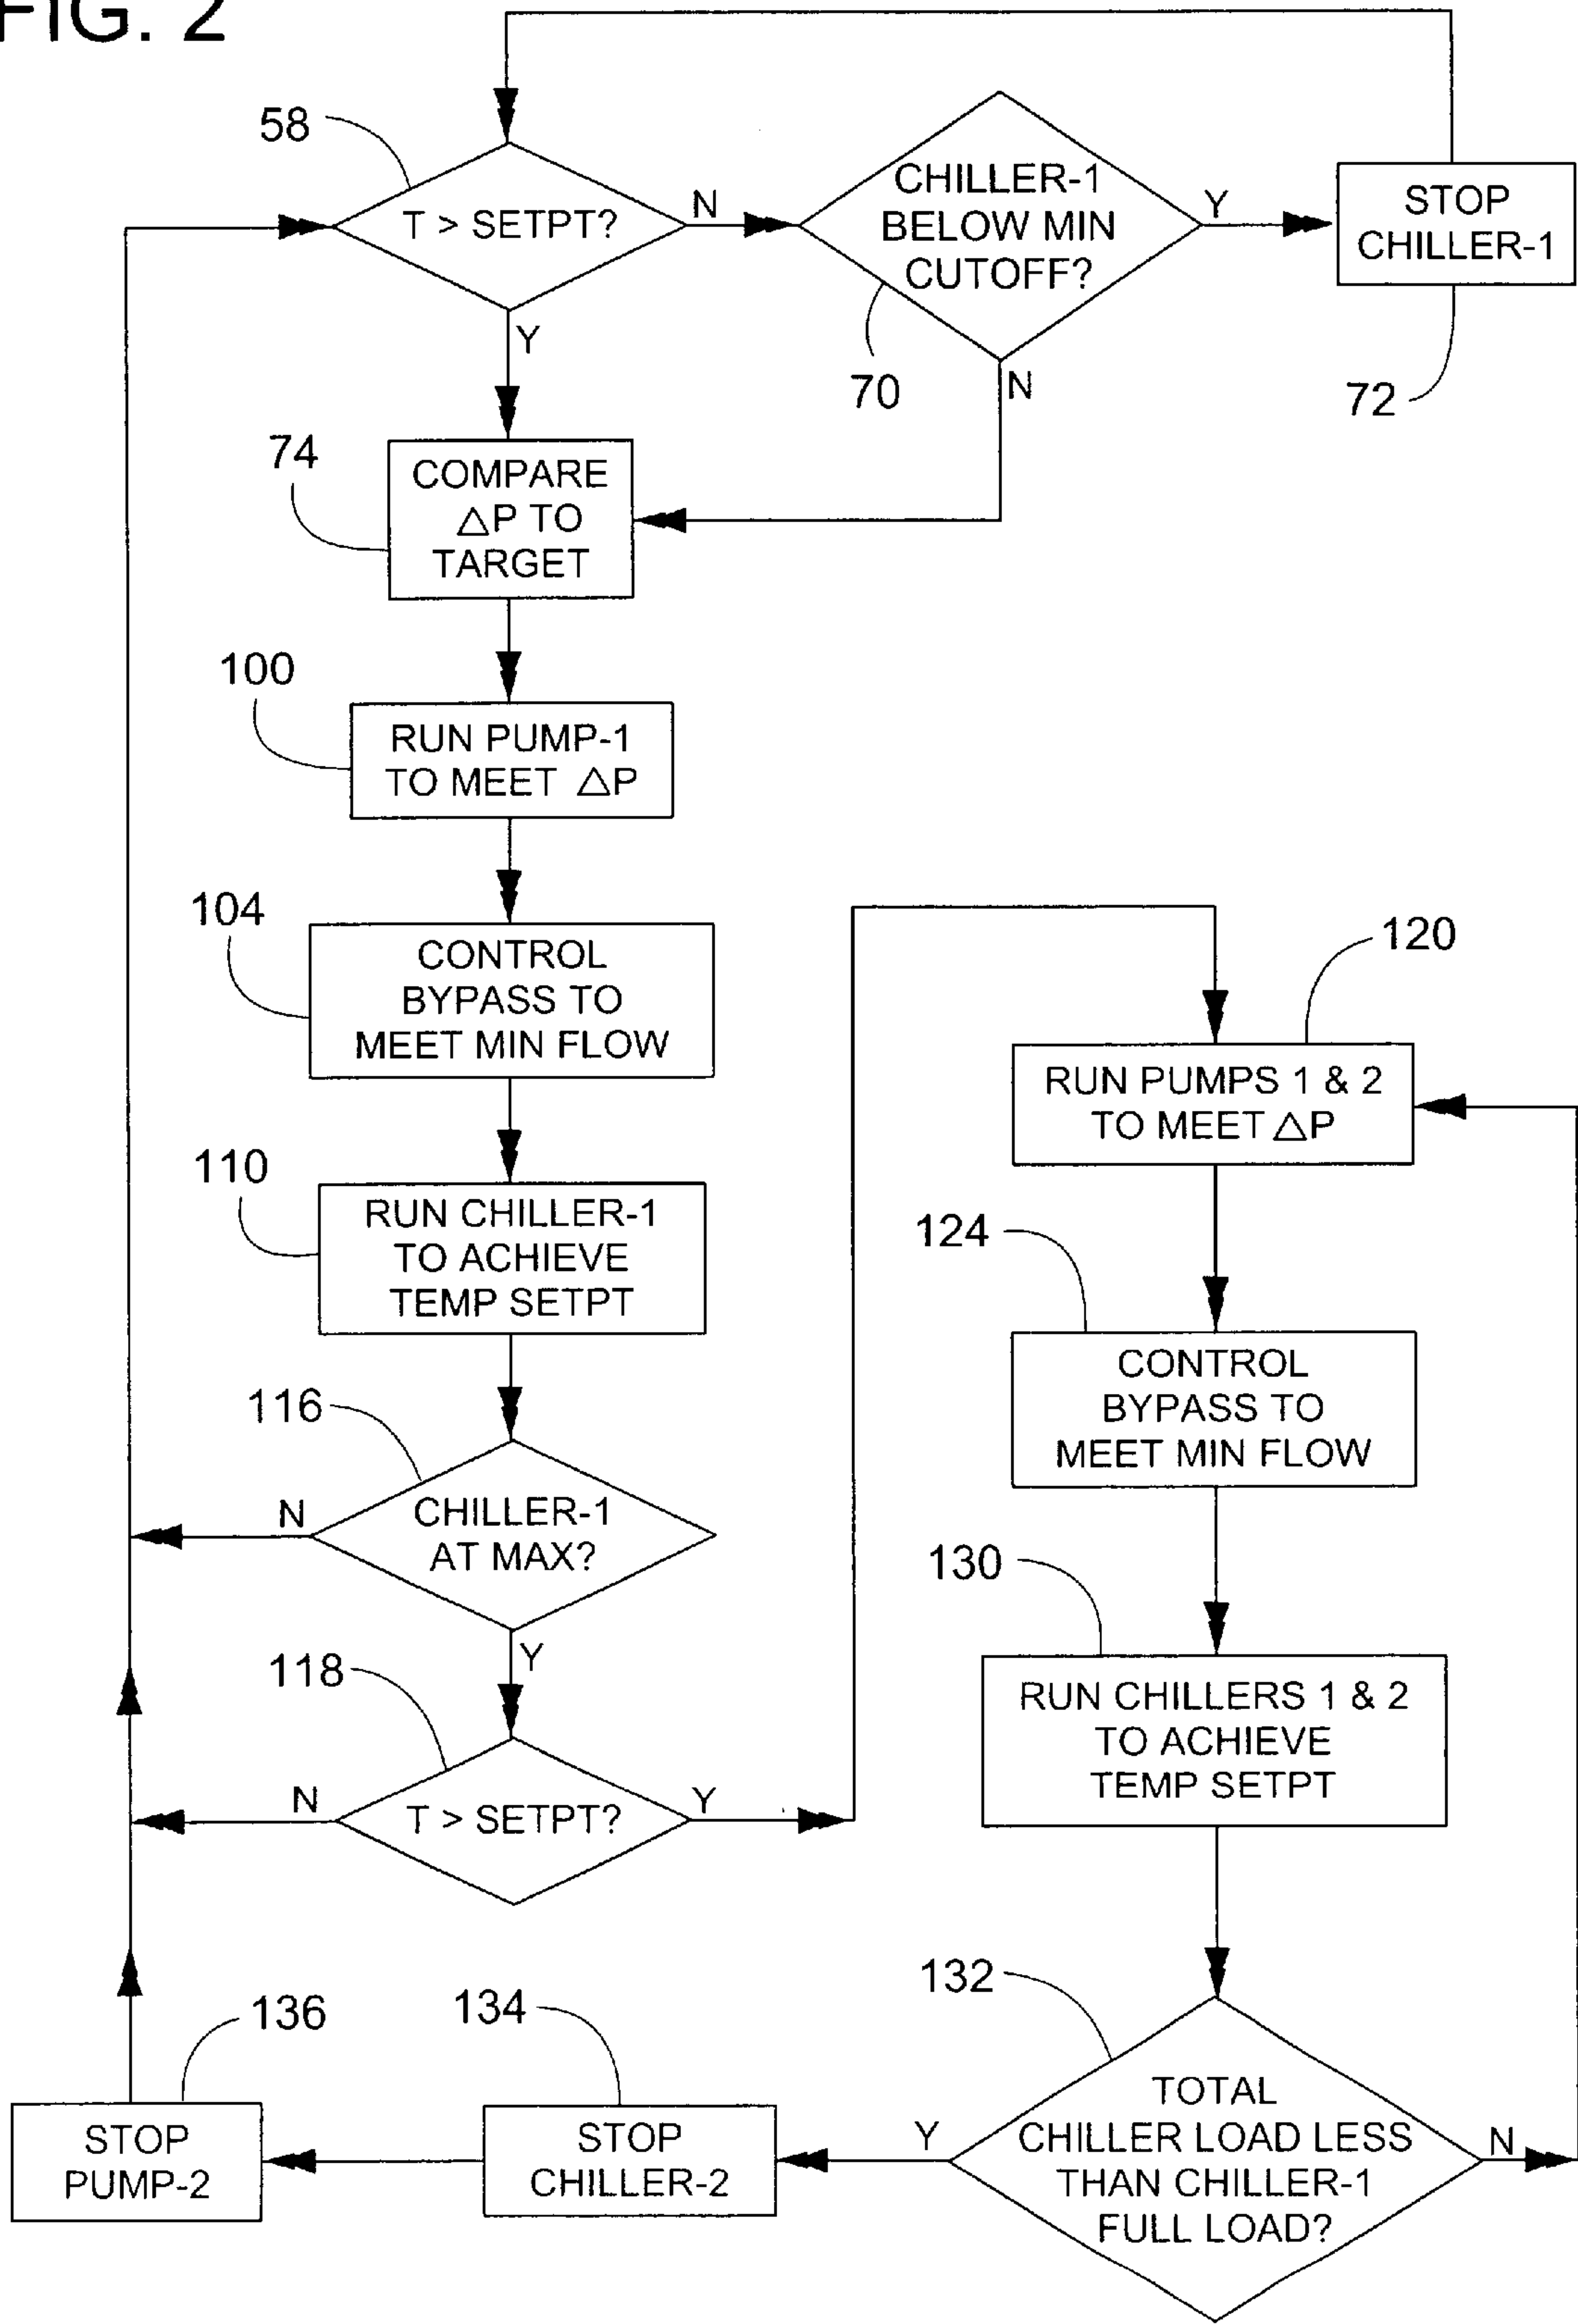 FIG. 2
58
T > SETPT?
N
Y
CHILLER-1
BELOW MIN
CUTOFF?
70
Y
N
STOP
CHILLER-1
72
74
COMPARE
△P TO
TARGET
100
RUN PUMP-1
TO MEET △P
104
CONTROL
BYPASS TO
MEET MIN FLOW
110
RUN CHILLER-1
TO ACHIEVE
TEMP SETPT
116
CHILLER-1
AT MAX?
N
Y
118
T > SETPT?
N
Y
120
RUN PUMPS 1 & 2
TO MEET △P
124
CONTROL
BYPASS TO
MEET MIN FLOW
130
RUN CHILLERS 1 & 2
TO ACHIEVE
TEMP SETPT
132
TOTAL
CHILLER LOAD LESS
THAN CHILLER-1
FULL LOAD?
Y
N
134
STOP
CHILLER-2
136
STOP
PUMP-2